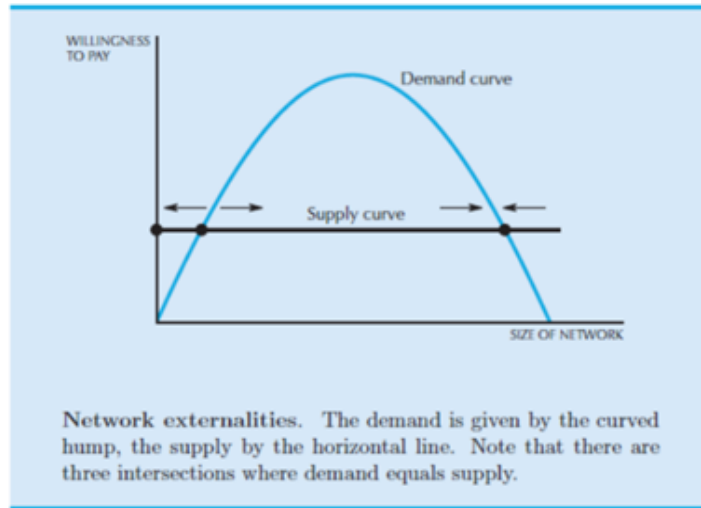 WILLINGNESS
TO PAY
Demand curve
Supply curve
SIZE OF NETWORK
Network externalities. The demand is given by the curved
hump, the supply by the horizontal line. Note that there are
three intersections where demand equals supply.